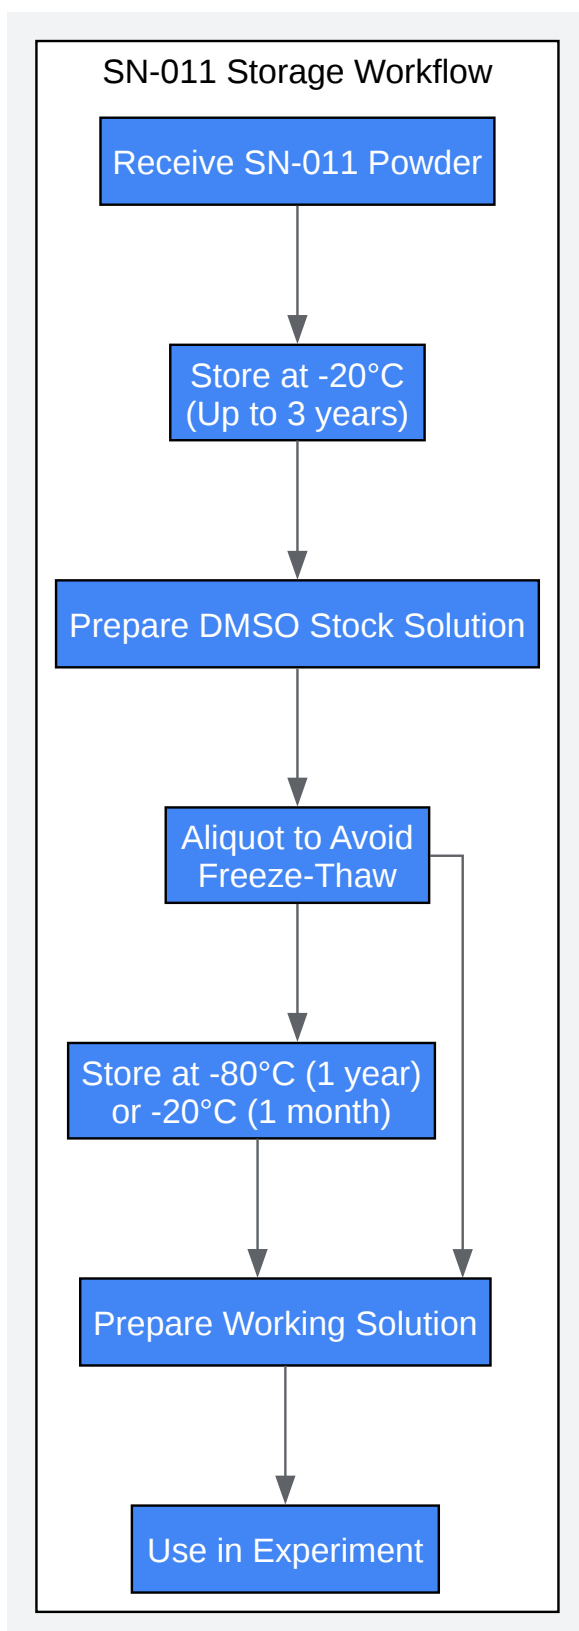 SN-011 Storage Workflow
Receive SN-011 Powder
Store at -20°C
(Up to 3 years)
Prepare DMSO Stock Solution
Aliquot to Avoid
Freeze-Thaw
Store at -80°C (1 year)
or -20°C (1 month)
Prepare Working Solution
Use in Experiment